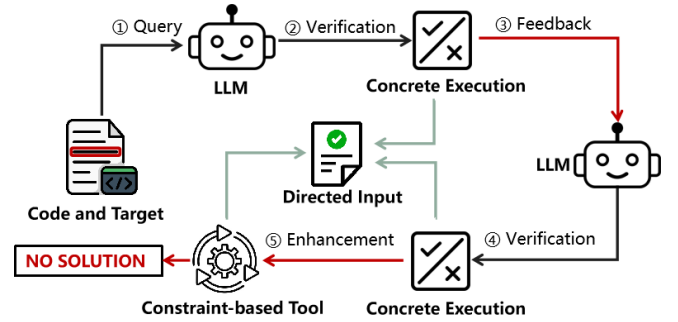 ① Query
② Verification
③ Feedback
LLM
Concrete Execution
LLM
</>
Code and Target
Directed Input
⑤ Enhancement
④ Verification
NO SOLUTION
Constraint-based Tool
Concrete Execution